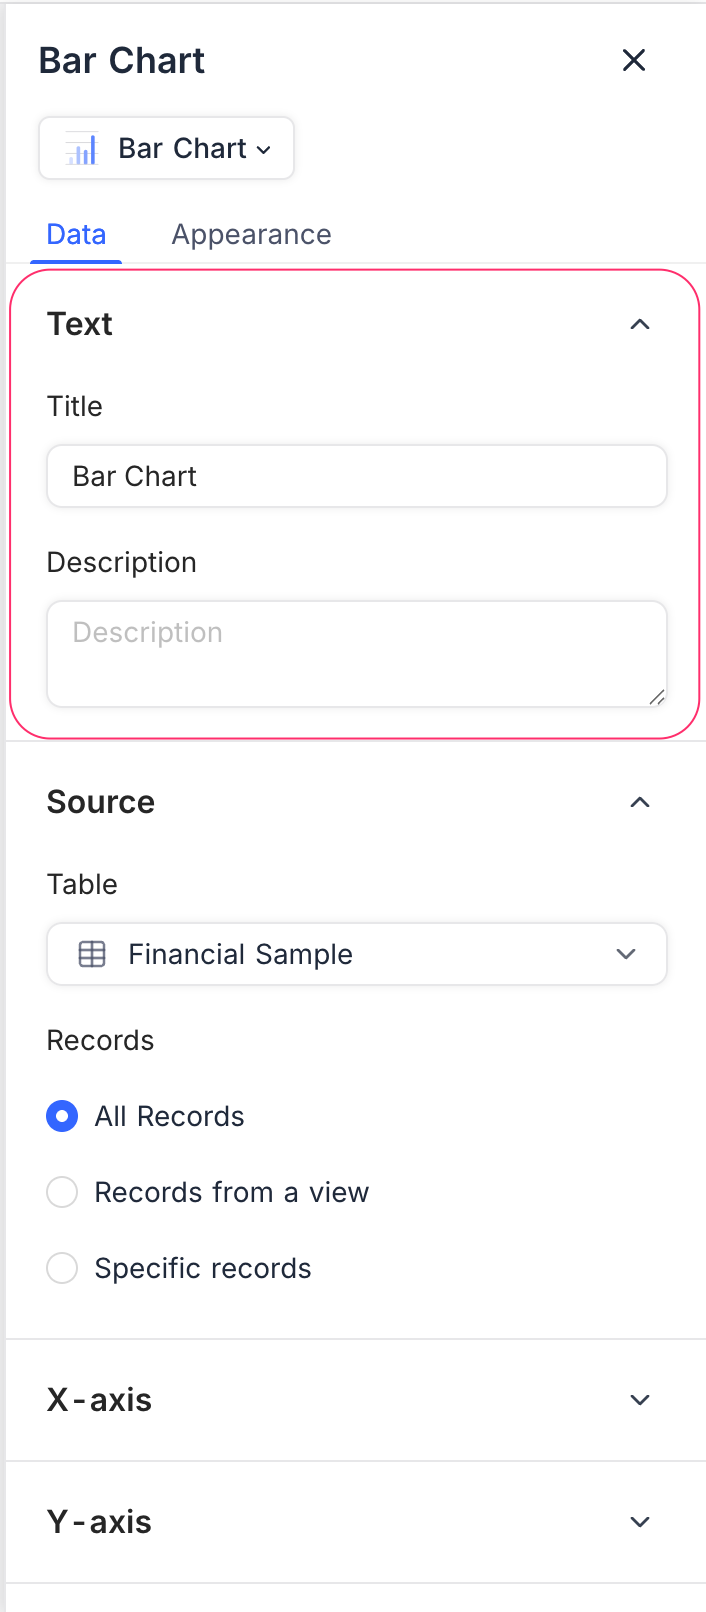 Bar Chart
Bar Chart
Data Appearance
Text
Title
Bar Chart
Description
Description
Source
Table
Financial Sample
Records
All Records
Records from a view
Specific records
X-axis
Y-axis